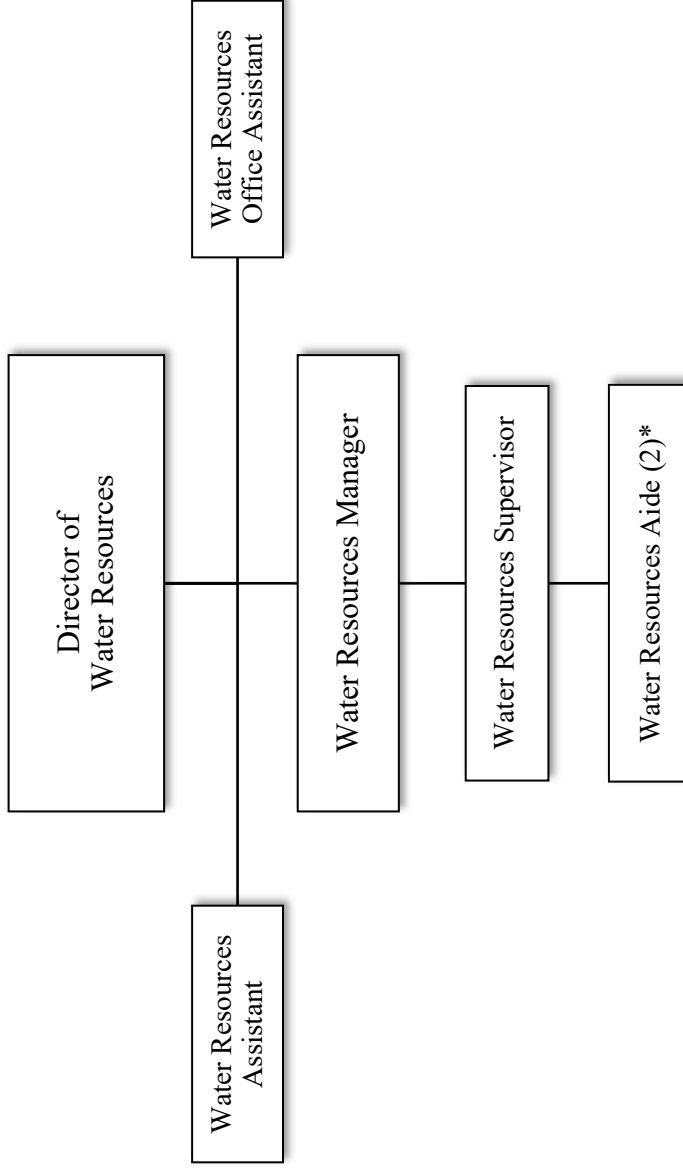 Director of
Water Resources
Water Resources
Assistant
Water Resources
Office Assistant
Water Resources Manager
Water Resources Supervisor
Water Resources Aide (2)*